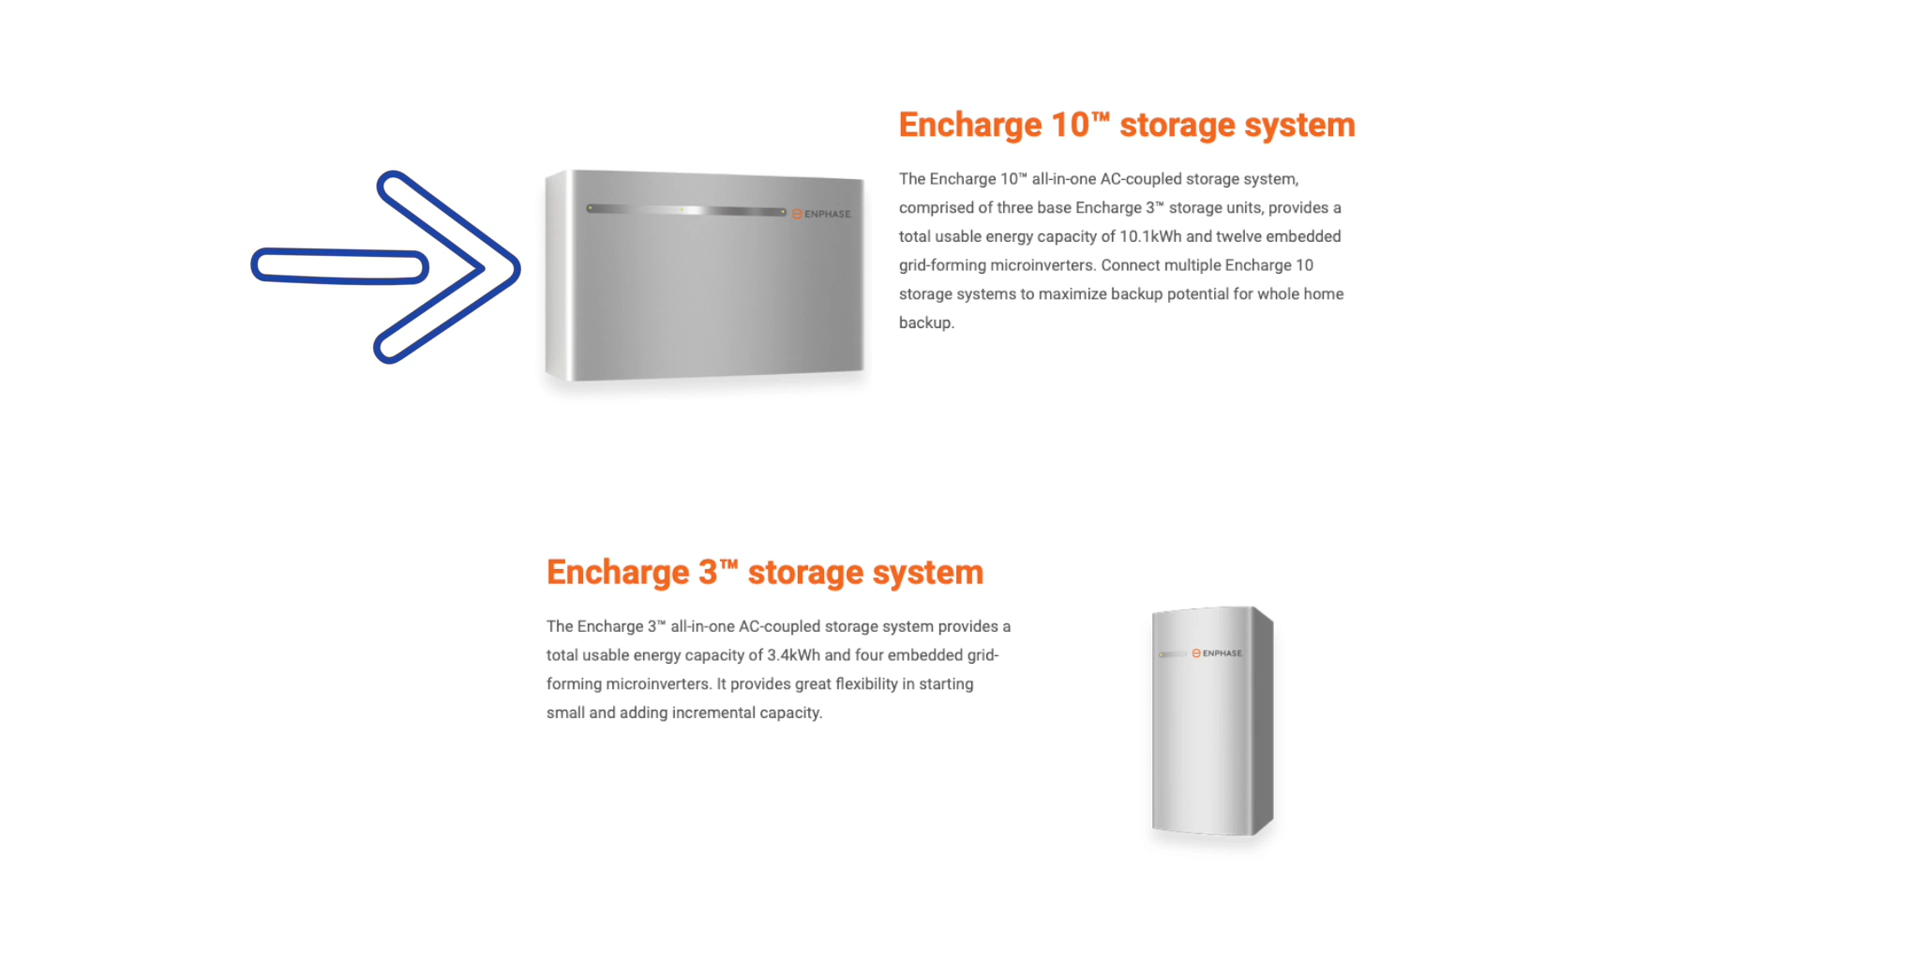 Encharge 10™ storage system
The Encharge 10™ all-in-one AC-coupled storage system,
comprised of three base Encharge 3™ storage units, provides a
total usable energy capacity of 10.1kWh and twelve embedded
grid-forming microinverters. Connect multiple Encharge 10
storage systems to maximize backup potential for whole home
backup.
ENPHASE
Encharge 3™ storage system
The Encharge 3™ all-in-one AC-coupled storage system provides a
total usable energy capacity of 3.4kWh and four embedded grid-
forming microinverters. It provides great flexibility in starting
small and adding incremental capacity.
ENPHASE